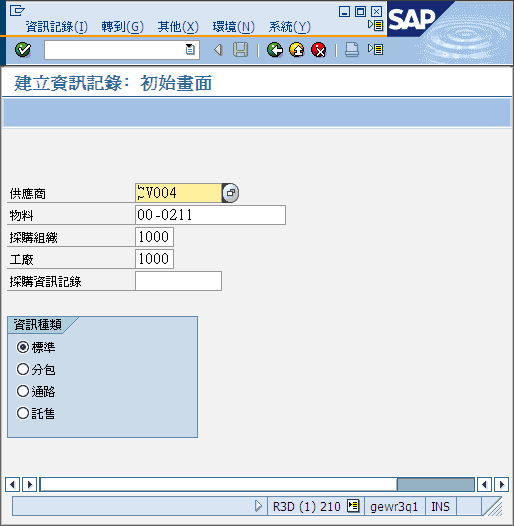 資訊記錄(I) 轉到(G) 其他(X) 環境(N) 系統(Y)
SAP
建立資訊記錄: 初始畫面
供應商 SV004
物料 00-0211
採購組織 1000
工廠 1000
採購資訊記錄
資訊種類
標準
分包
通路
託售
R3D (1) 210 gewr3q1 INS